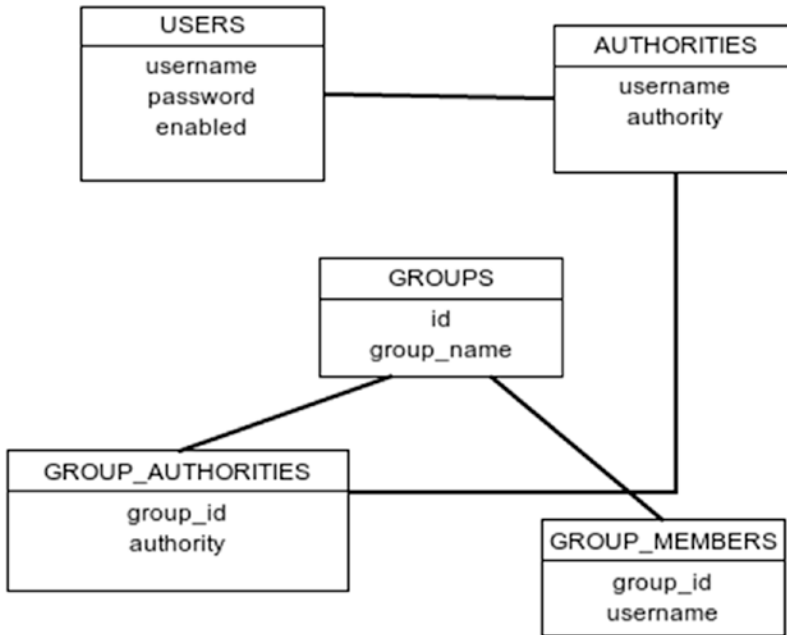 USERS
username
password
enabled
AUTHORITIES
username
authority
GROUPS
id
group_name
GROUP_AUTHORITIES
group_id
authority
GROUP_MEMBERS
group_id
username